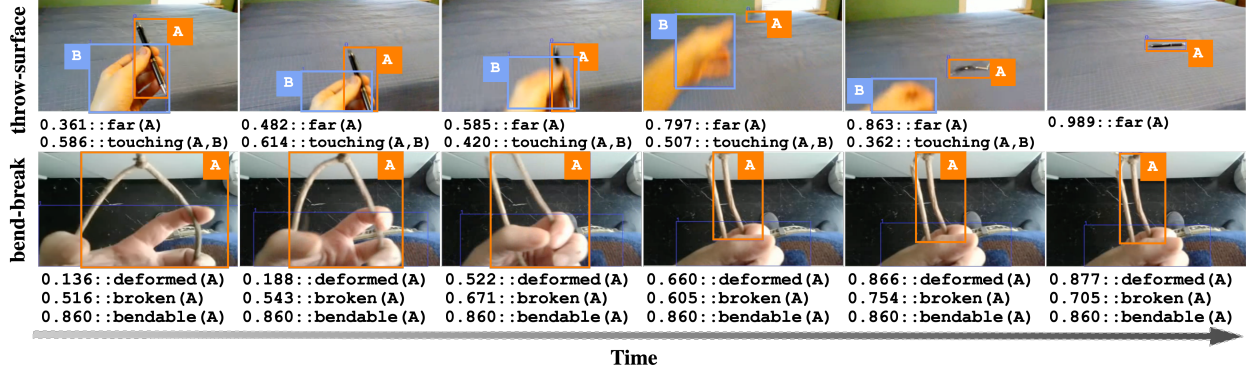 throw-surface
B A
B A
B A
B A
B A
A
0.361::far(A)
0.586::touching(A,B)
0.482::far(A)
0.614::touching(A,B)
0.585::far(A)
0.420::touching(A,B)
0.797::far(A)
0.507::touching(A,B)
0.863::far(A)
0.362::touching(A,B)
0.989::far(A)
bend-break
A
A
A
A
A
A
0.136::deformed(A)
0.516::broken(A)
0.860::bendable(A)
0.188::deformed(A)
0.543::broken(A)
0.860::bendable(A)
0.522::deformed(A)
0.671::broken(A)
0.860::bendable(A)
0.660::deformed(A)
0.605::broken(A)
0.860::bendable(A)
0.866::deformed(A)
0.754::broken(A)
0.860::bendable(A)
0.877::deformed(A)
0.705::broken(A)
0.860::bendable(A)
Time